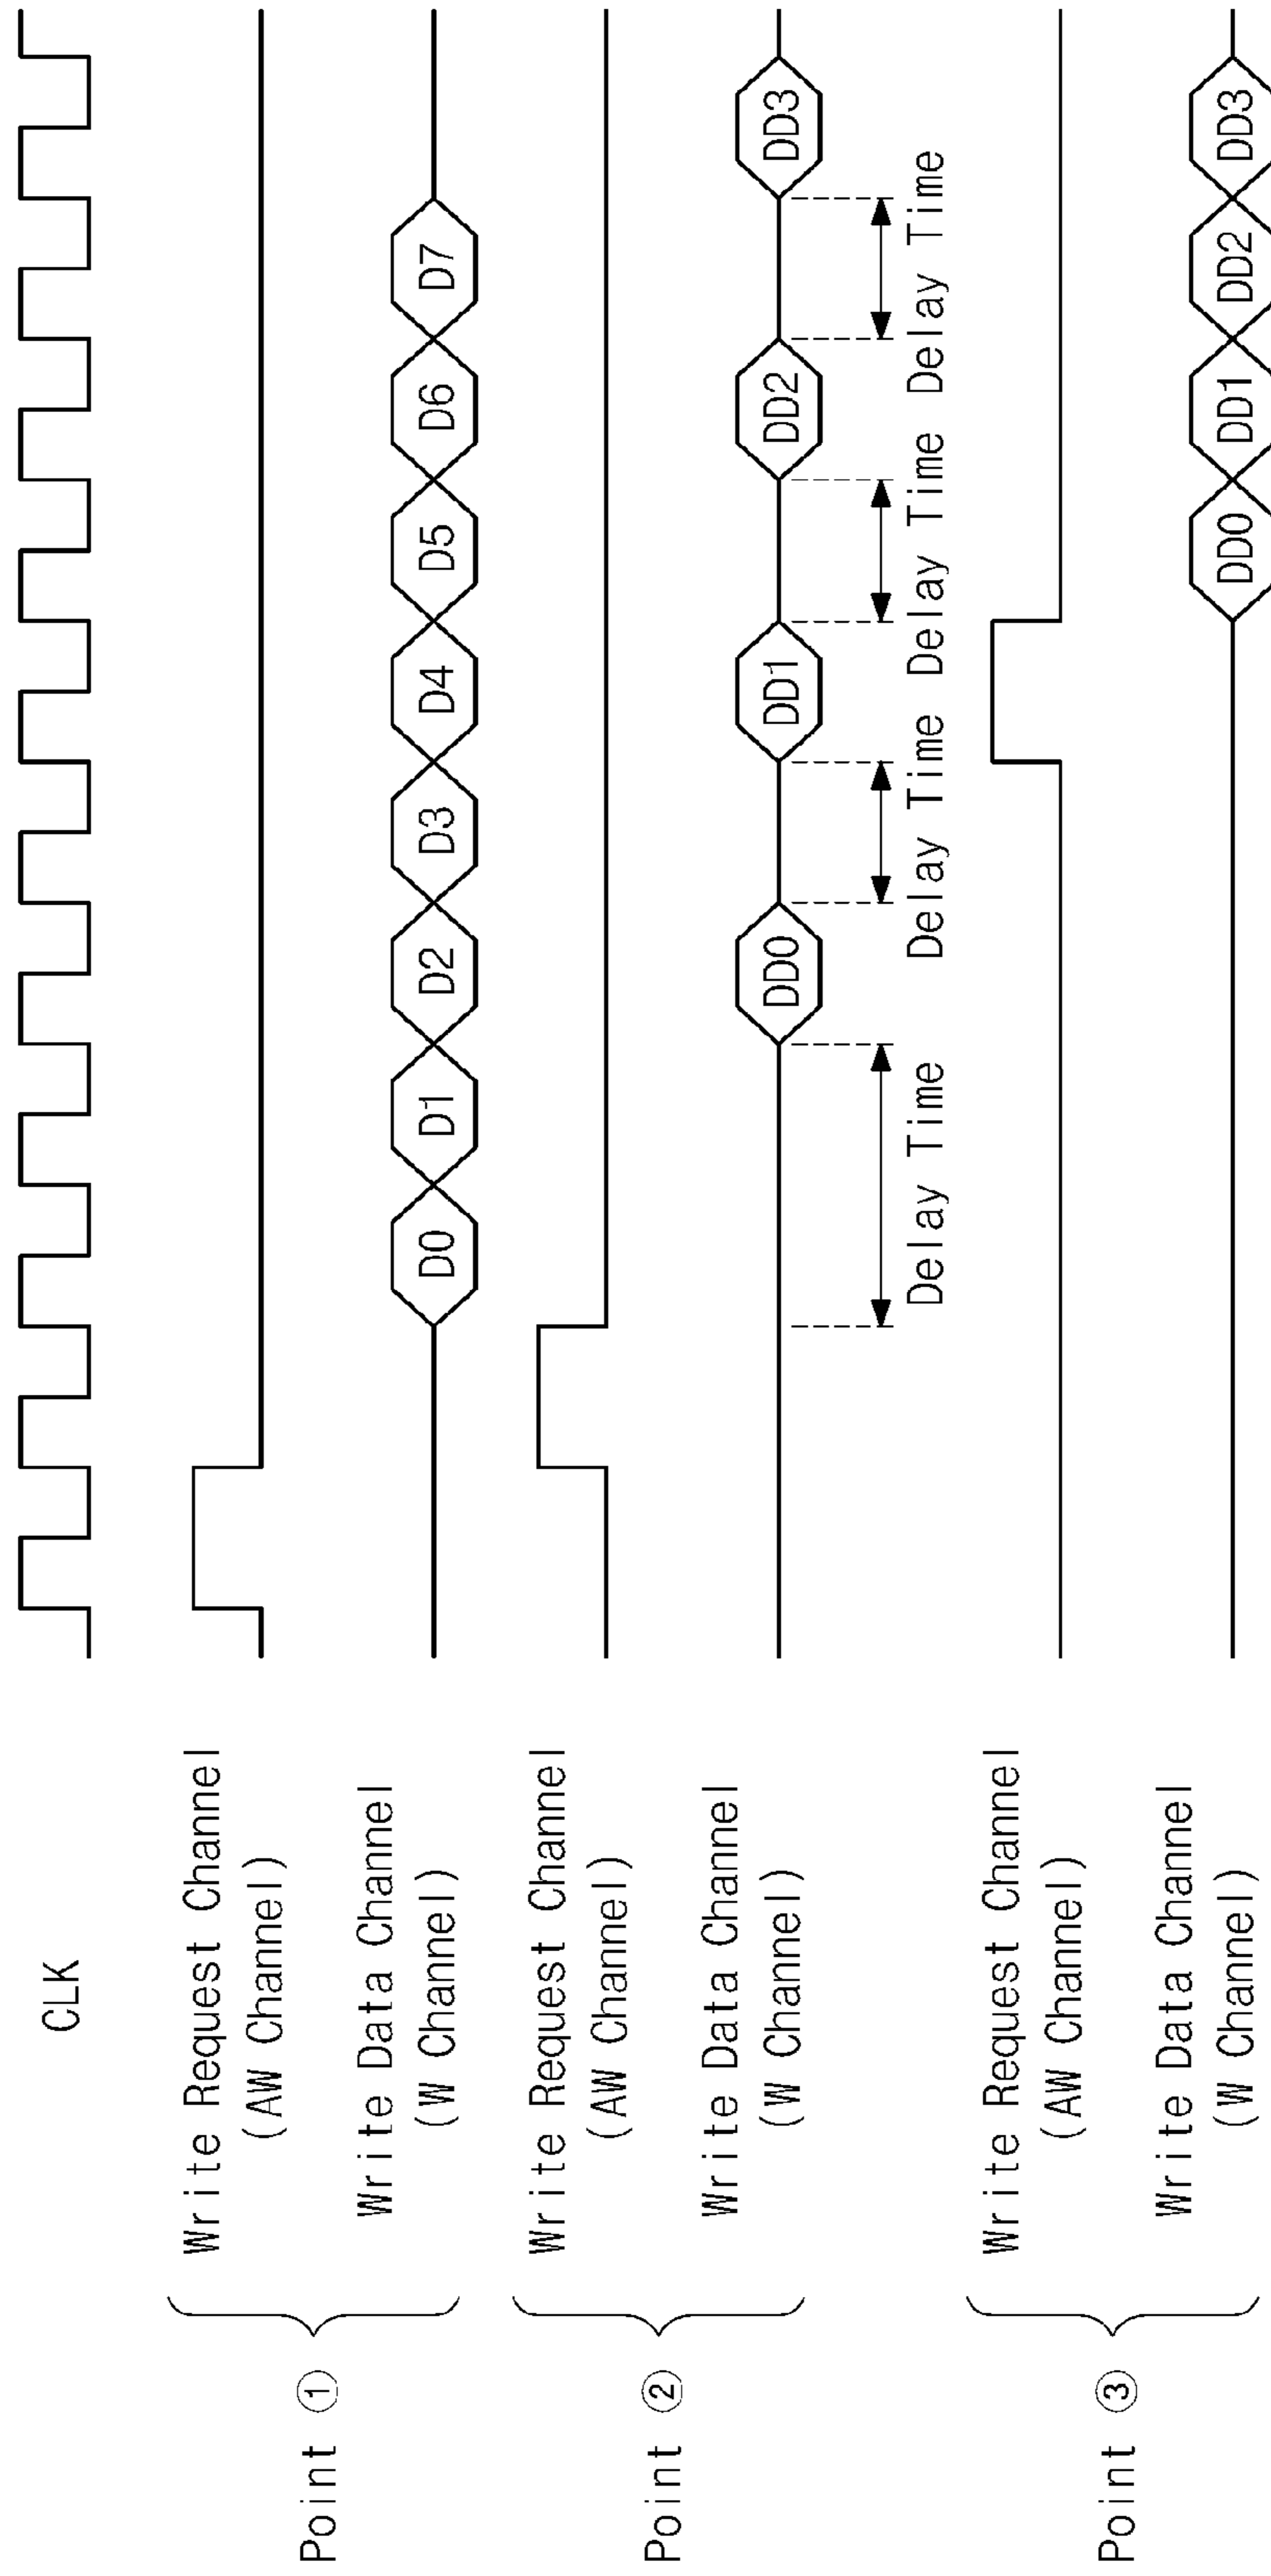 CLK
Point ①
Write Request Channel
(AW Channel)
Write Data Channel
(W Channel)
D0 D1 D2 D3 D4 D5 D6 D7
Point ②
Write Request Channel
(AW Channel)
Write Data Channel
(W Channel)
DD0 DD1 DD2 DD3
Delay Time Delay Time Delay Time Delay Time
Point ③
Write Request Channel
(AW Channel)
Write Data Channel
(W Channel)
DD0 DD1 DD2 DD3